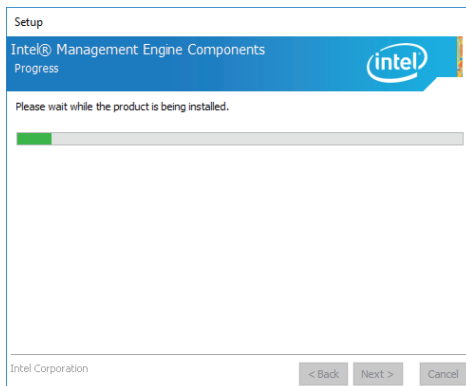 Setup
Intel® Management Engine Components
Progress
intel
Please wait while the product is being installed.
Intel Corporation
< Back Next > Cancel